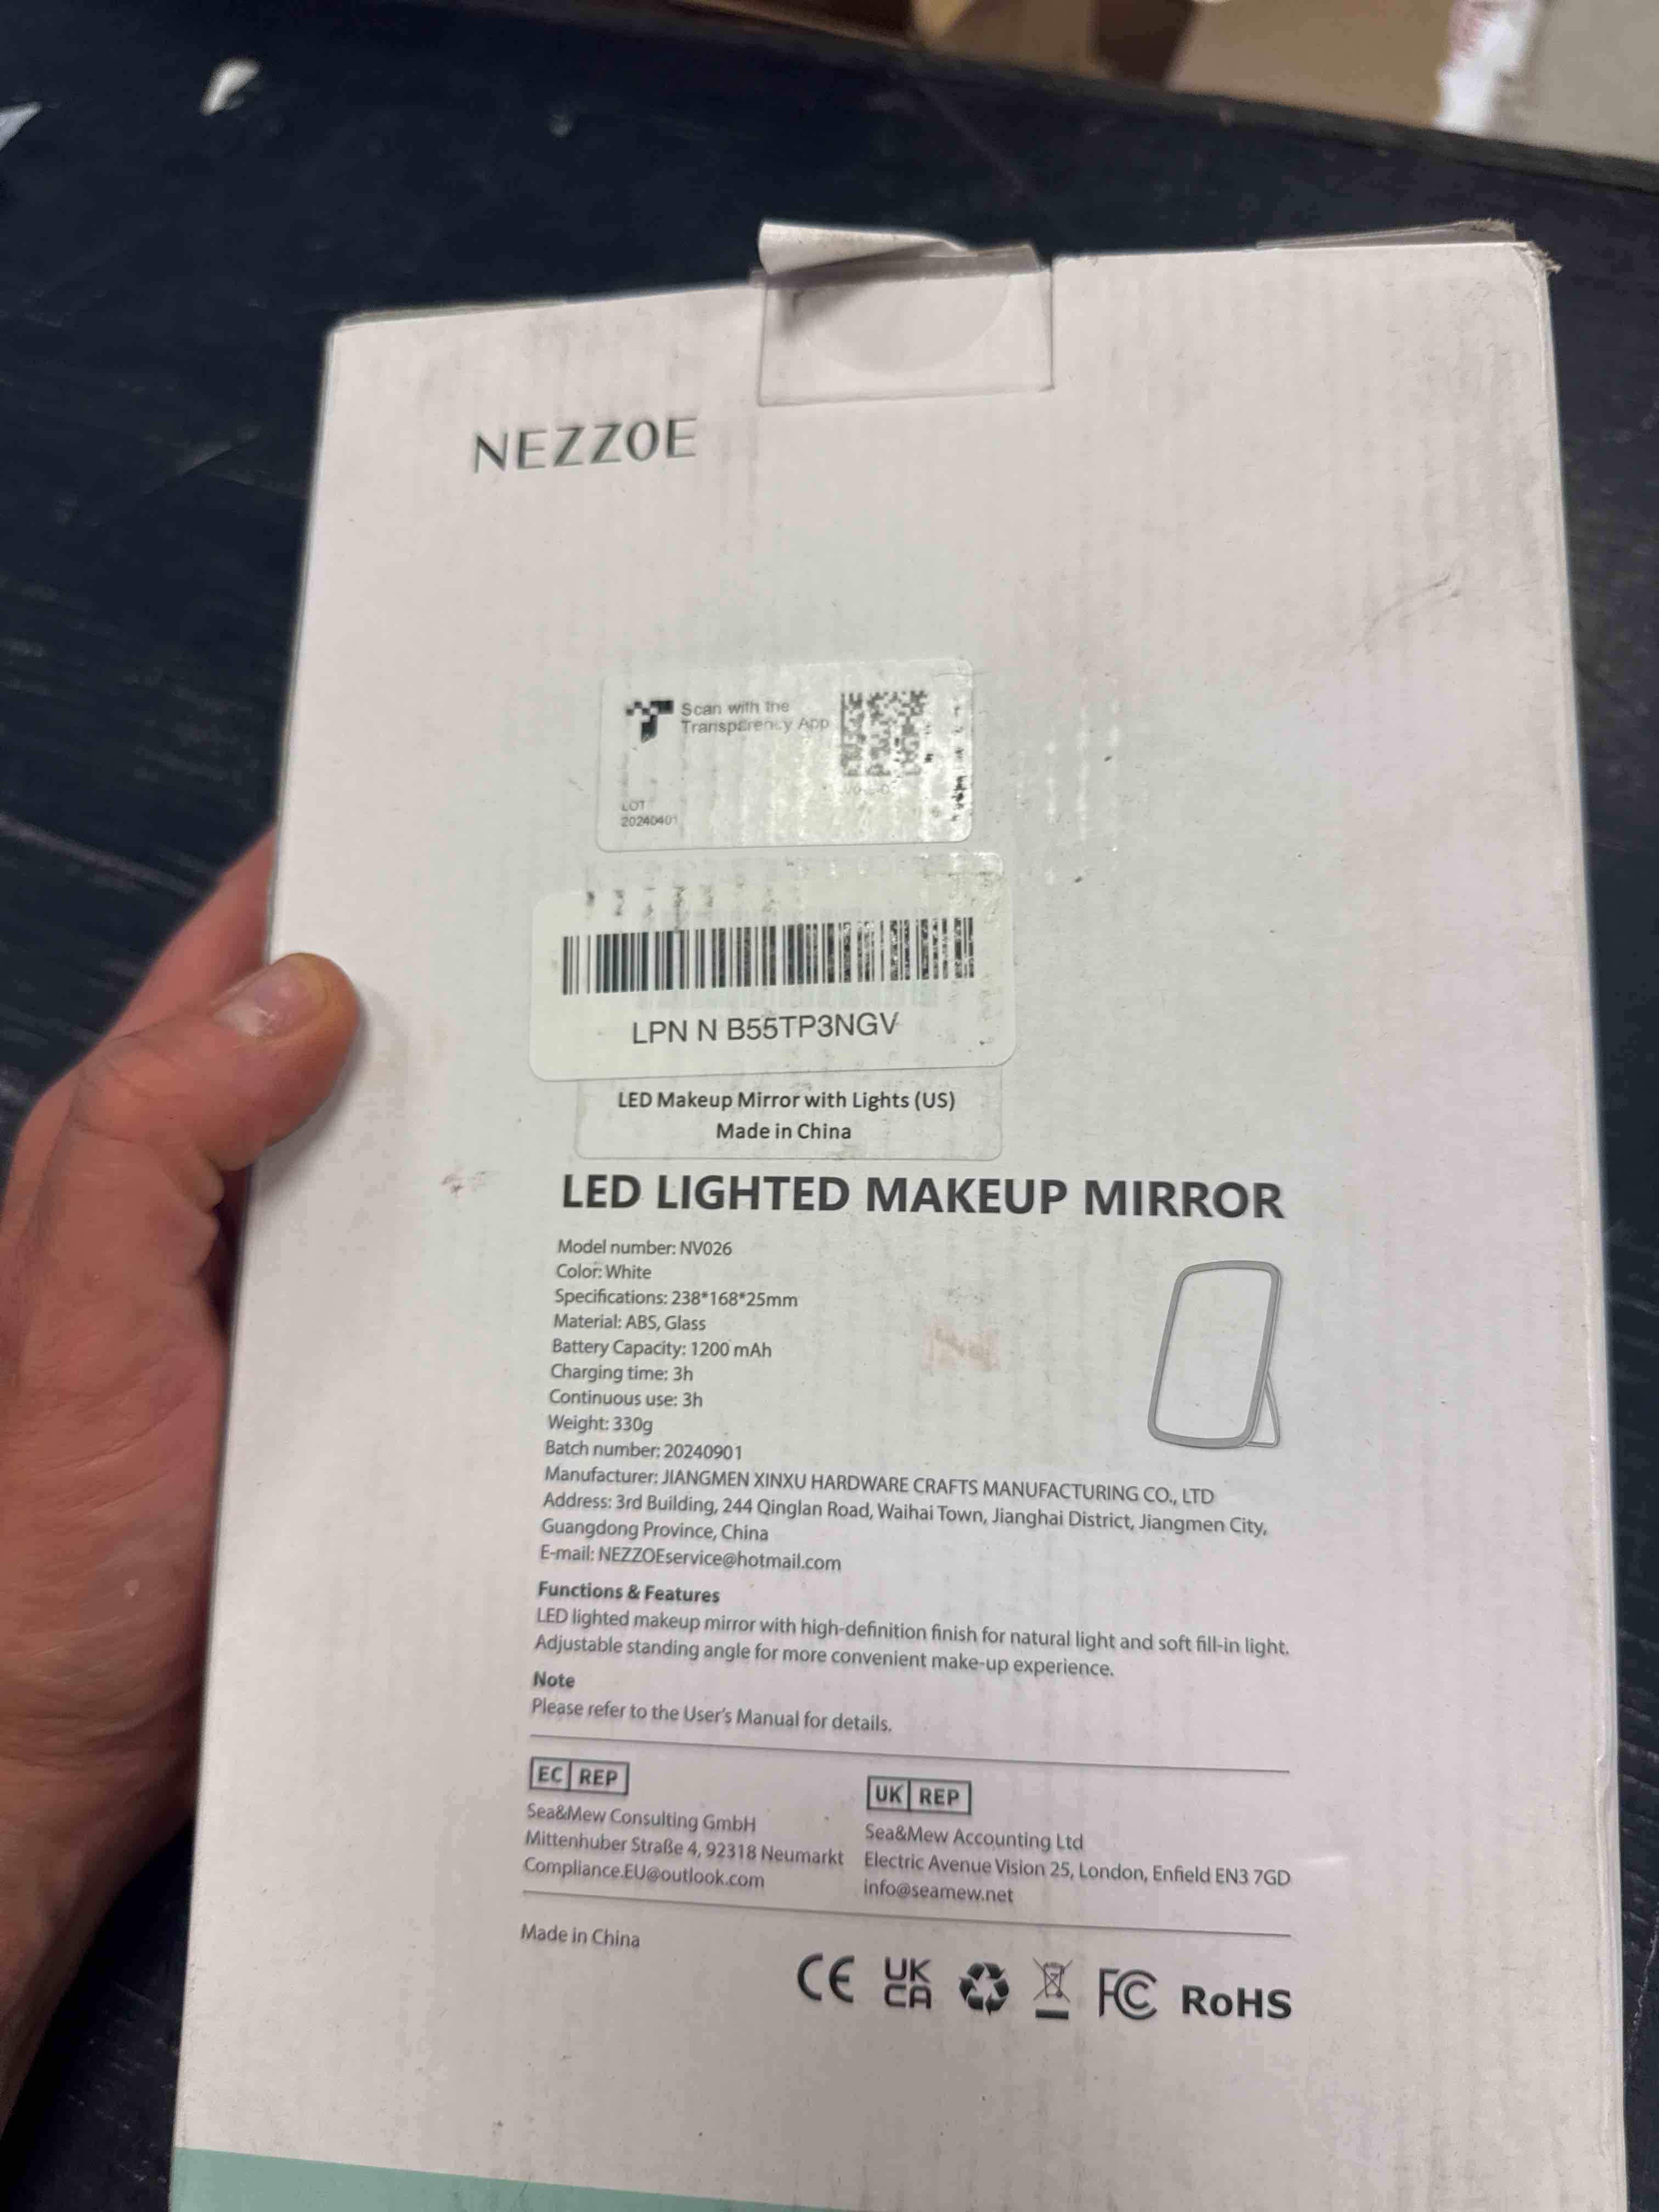 NEZZOE
Scan with the
Transparency App
LOT
20240401
LPN N B55TP3NGV
LED Makeup Mirror with Lights (US)
Made in China
LED LIGHTED MAKEUP MIRROR
Model number: NV026
Color: White
Specifications: 238*168*25mm
Material: ABS, Glass
Battery Capacity: 1200 mAh
Charging time: 3h
Continuous use: 3h
Weight: 330g
Batch number: 20240901
Manufacturer: JIANGMEN XINXU HARDWARE CRAFTS MANUFACTURING CO., LTD
Address: 3rd Building, 244 Qinglan Road, Waihai Town, Jianghai District, Jiangmen City,
Guangdong Province, China
E-mail: NEZZOEservice@hotmail.com
Functions & Features
LED lighted makeup mirror with high-definition finish for natural light and soft fill-in light.
Adjustable standing angle for more convenient make-up experience.
Note
Please refer to the User's Manual for details.
EC REP
Sea&Mew Consulting GmbH
Mittenhuber Straße 4, 92318 Neumarkt
Compliance.EU@outlook.com
UK REP
Sea&Mew Accounting Ltd
Electric Avenue Vision 25, London, Enfield EN3 7GD
info@seamew.net
Made in China
CE UK CA FC RoHS